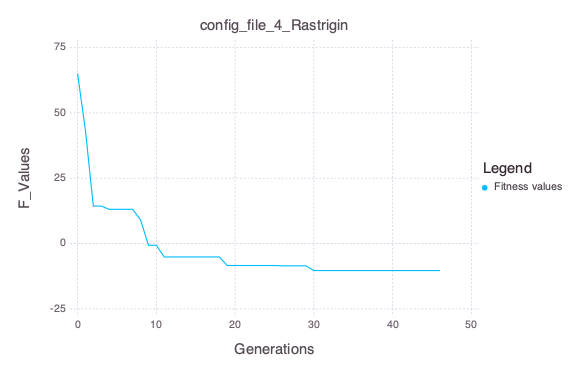 config_file_4_Rastrigin
75
50
25
0
-25
F_Values
0
10
20
30
40
50
Generations
Legend
Fitness values